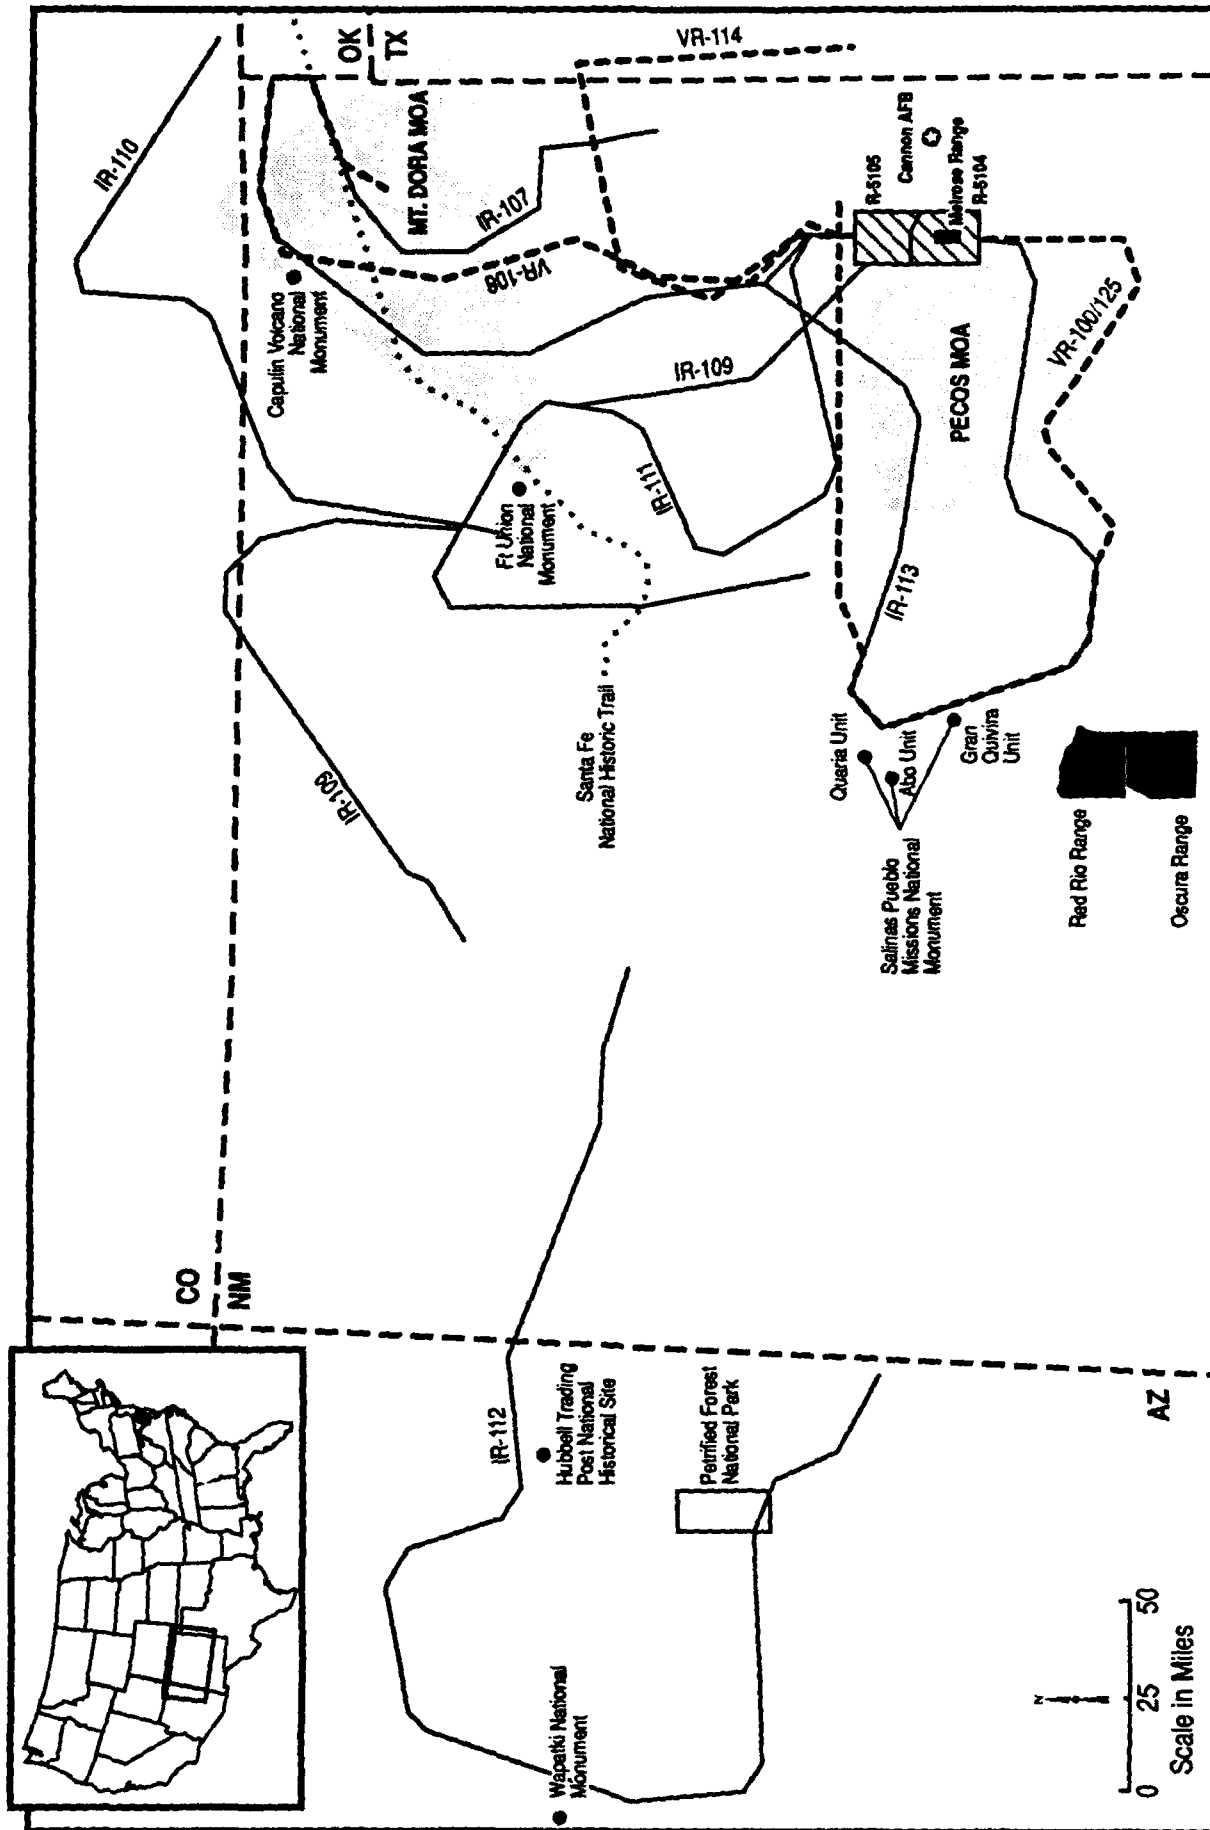 IR-110
OK
TX
VR-114
Capulin Volcano
National
Monument
MT. DORA MOA
IR-107
VR-108
R-5105
Cannon AFB
Melrose Range
R-5104
IR-109
Ft Union
National
Monument
IR-111
PECOS MOA
VR-100/125
IR-113
IR-109
Santa Fe
National Historic Trail
Quaria Unit
Abo Unit
Gran
Quivira
Unit
Salinas Pueblo
Missions National
Monument
Red Rio Range
Oscura Range
CO
NM
IR-112
Hubbell Trading
Post National
Historical Site
Petrified Forest
National Park
AZ
Wapatki National
Monument
N
0 25 50
Scale in Miles